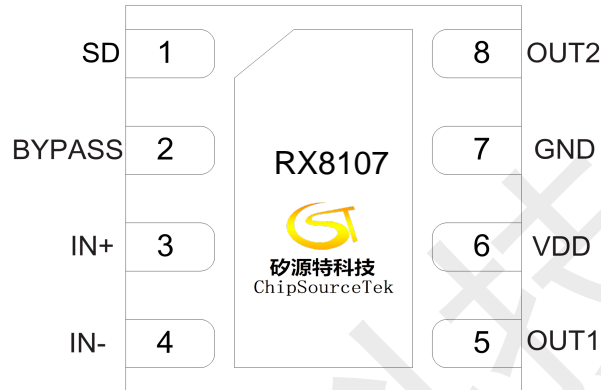 SD 1
8 OUT2
BYPASS 2
7 GND
RX8107
IN+ 3
6 VDD
矽源特科技
ChipSourceTek
IN- 4
5 OUT1